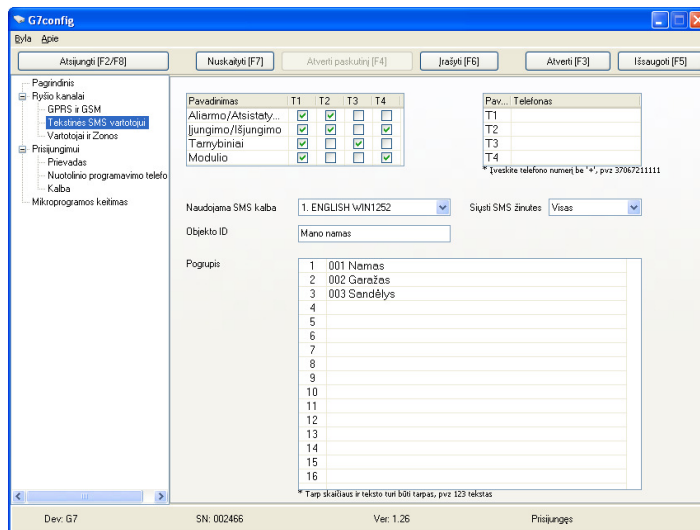 G7config
Byla Apie
Atsijungti [F2/F8] Nuskaityti [F7] Atverti paskutinį [F4] Įrašyti [F6] Atverti [F3] Išsaugoti [F5]
Pagrindinis
Ryšio kanalai
GPRS ir GSM
Tekstinės SMS vartotojui
Vartotojai ir Zonos
Prisijungimui
Prievadas
Nuotolinio programavimo telefo
Kalba
Mikroprogramos keitimas
Pavadinimas T1 T2 T3 T4
Aliarmo/Atsistaty...
Įjungimo/Išjungimo
Tarnybiniai
Modulio
Pav... Telefonas
T1
T2
T3
T4
* Įveskite telefono numerį be '+', pvz 37067211111
Naudojama SMS kalba 1. ENGLISH WIN1252 Siųsti SMS žinutes Visas
Objekto ID Mano namas
Pogrupis
1 001 Namas
2 002 Garažas
3 003 Sandėlys
4
5
6
7
8
9
10
11
12
13
14
15
16
* Tarp skaičiaus ir teksto turi būti tarpas, pvz 123 tekstas
Dev: G7 SN: 002466 Ver: 1.26 Prisijungęs